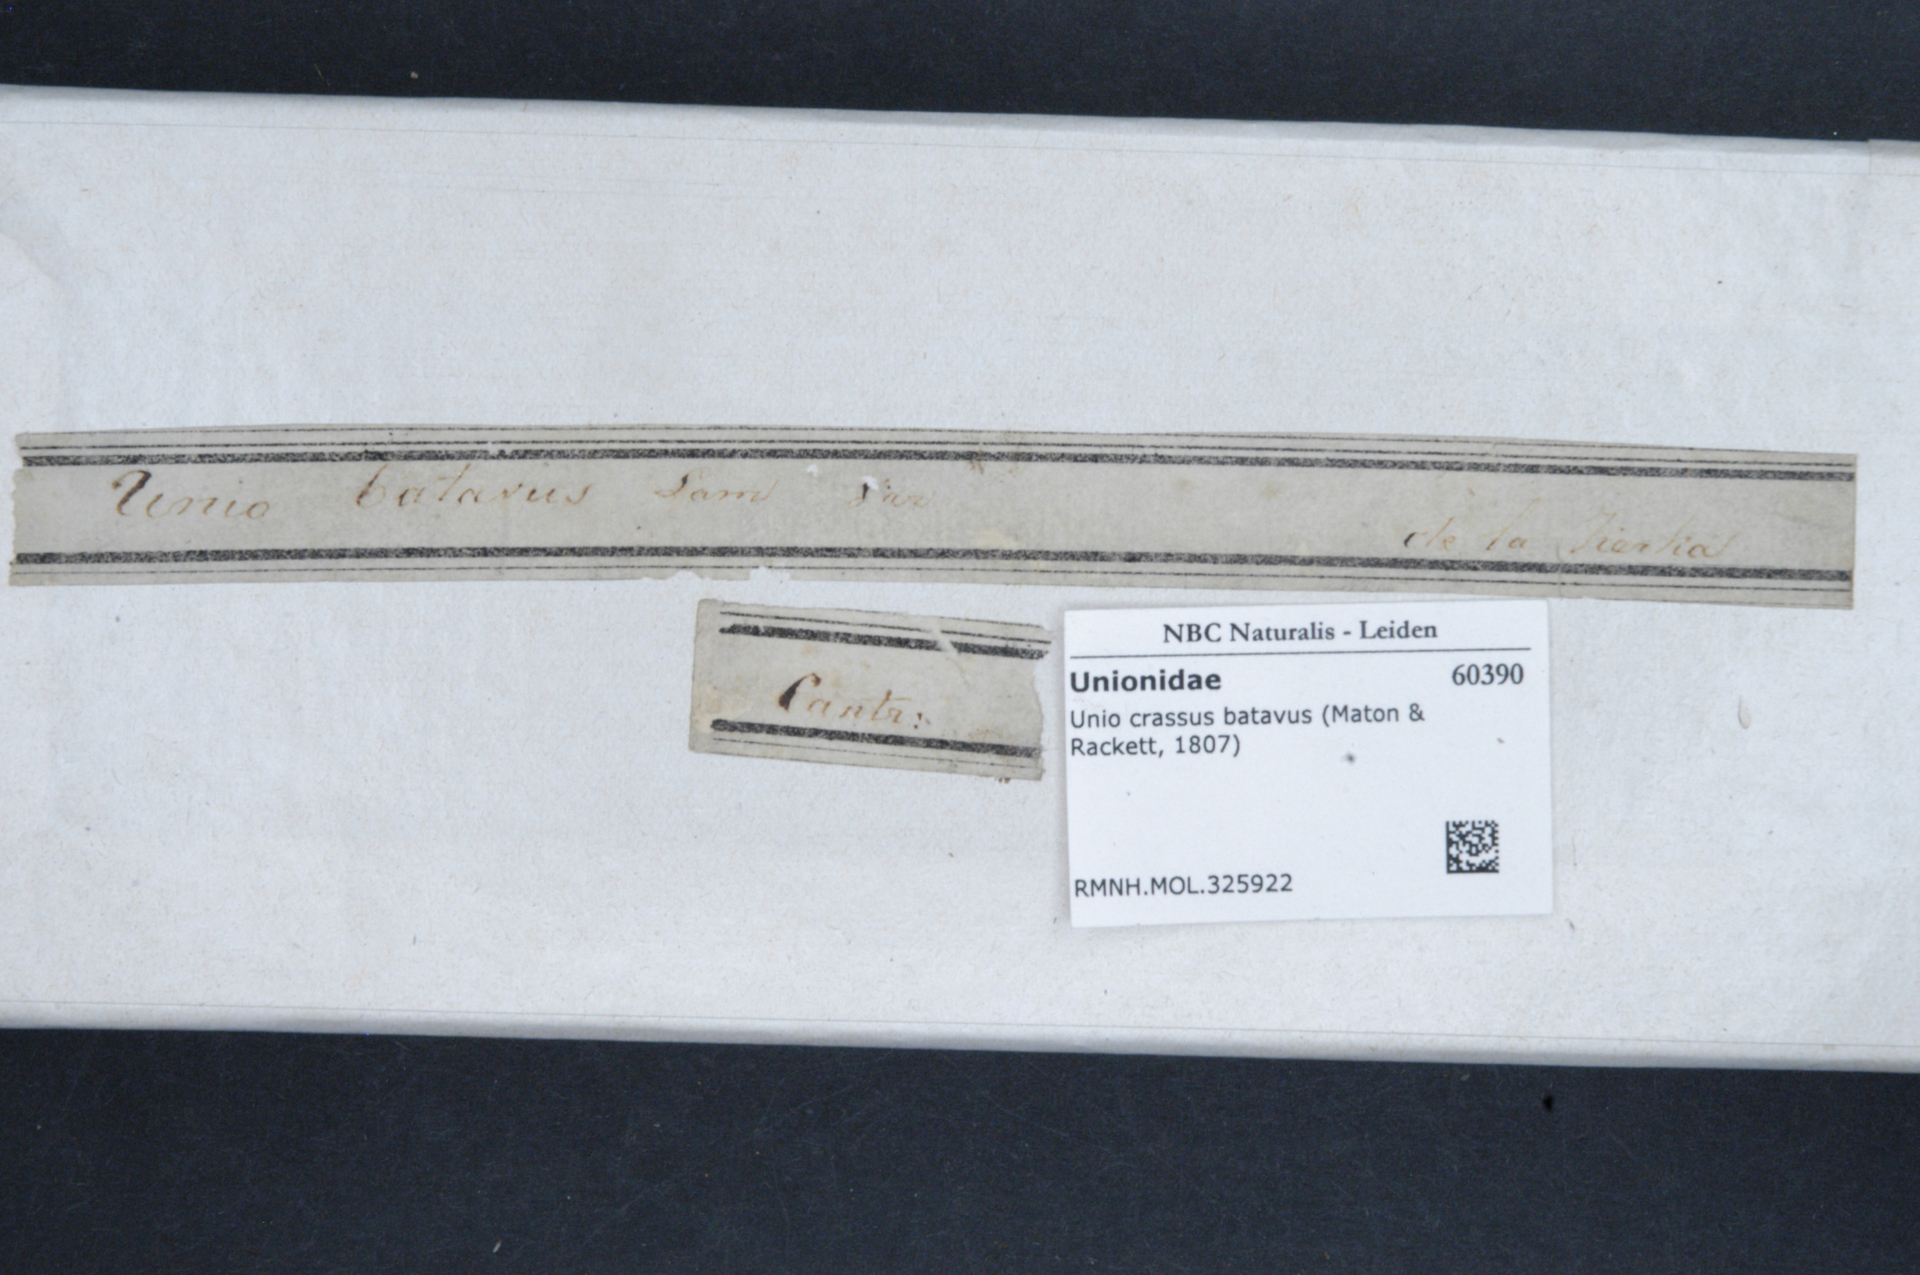 Unio batavus Lam Var
de la
Cantr:
NBC Naturalis - Leiden
Unionidae 60390
Unio crassus batavus (Maton &
Rackett, 1807)
RMNH.MOL.325922